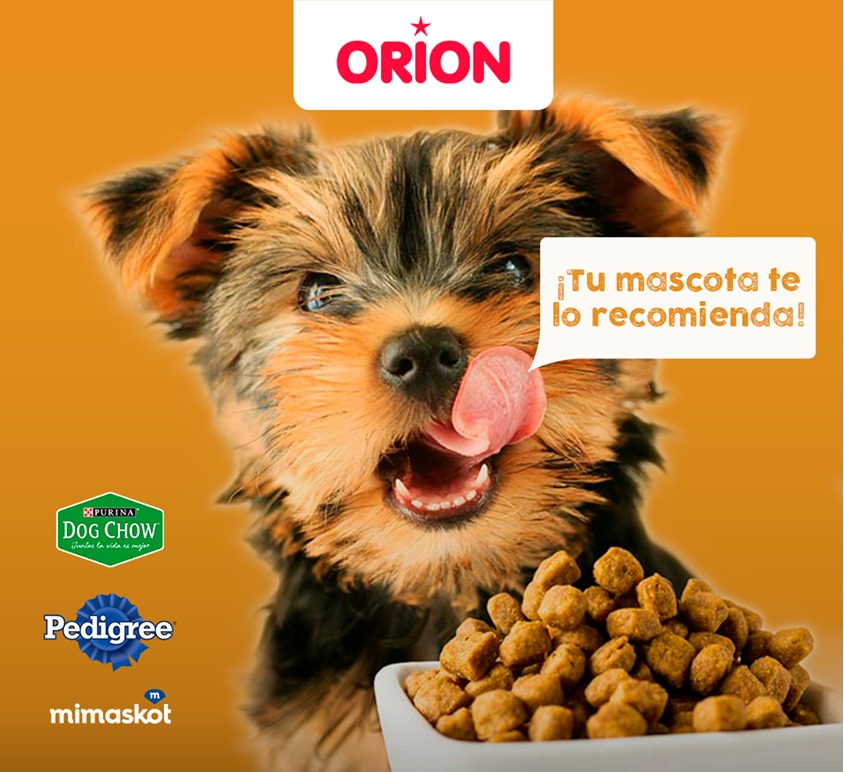 ORION
¡Tu mascota te
lo recomienda!
PURINA
DOG CHOW
Juntos la vida es mejor
Pedigree
m
mimaskot